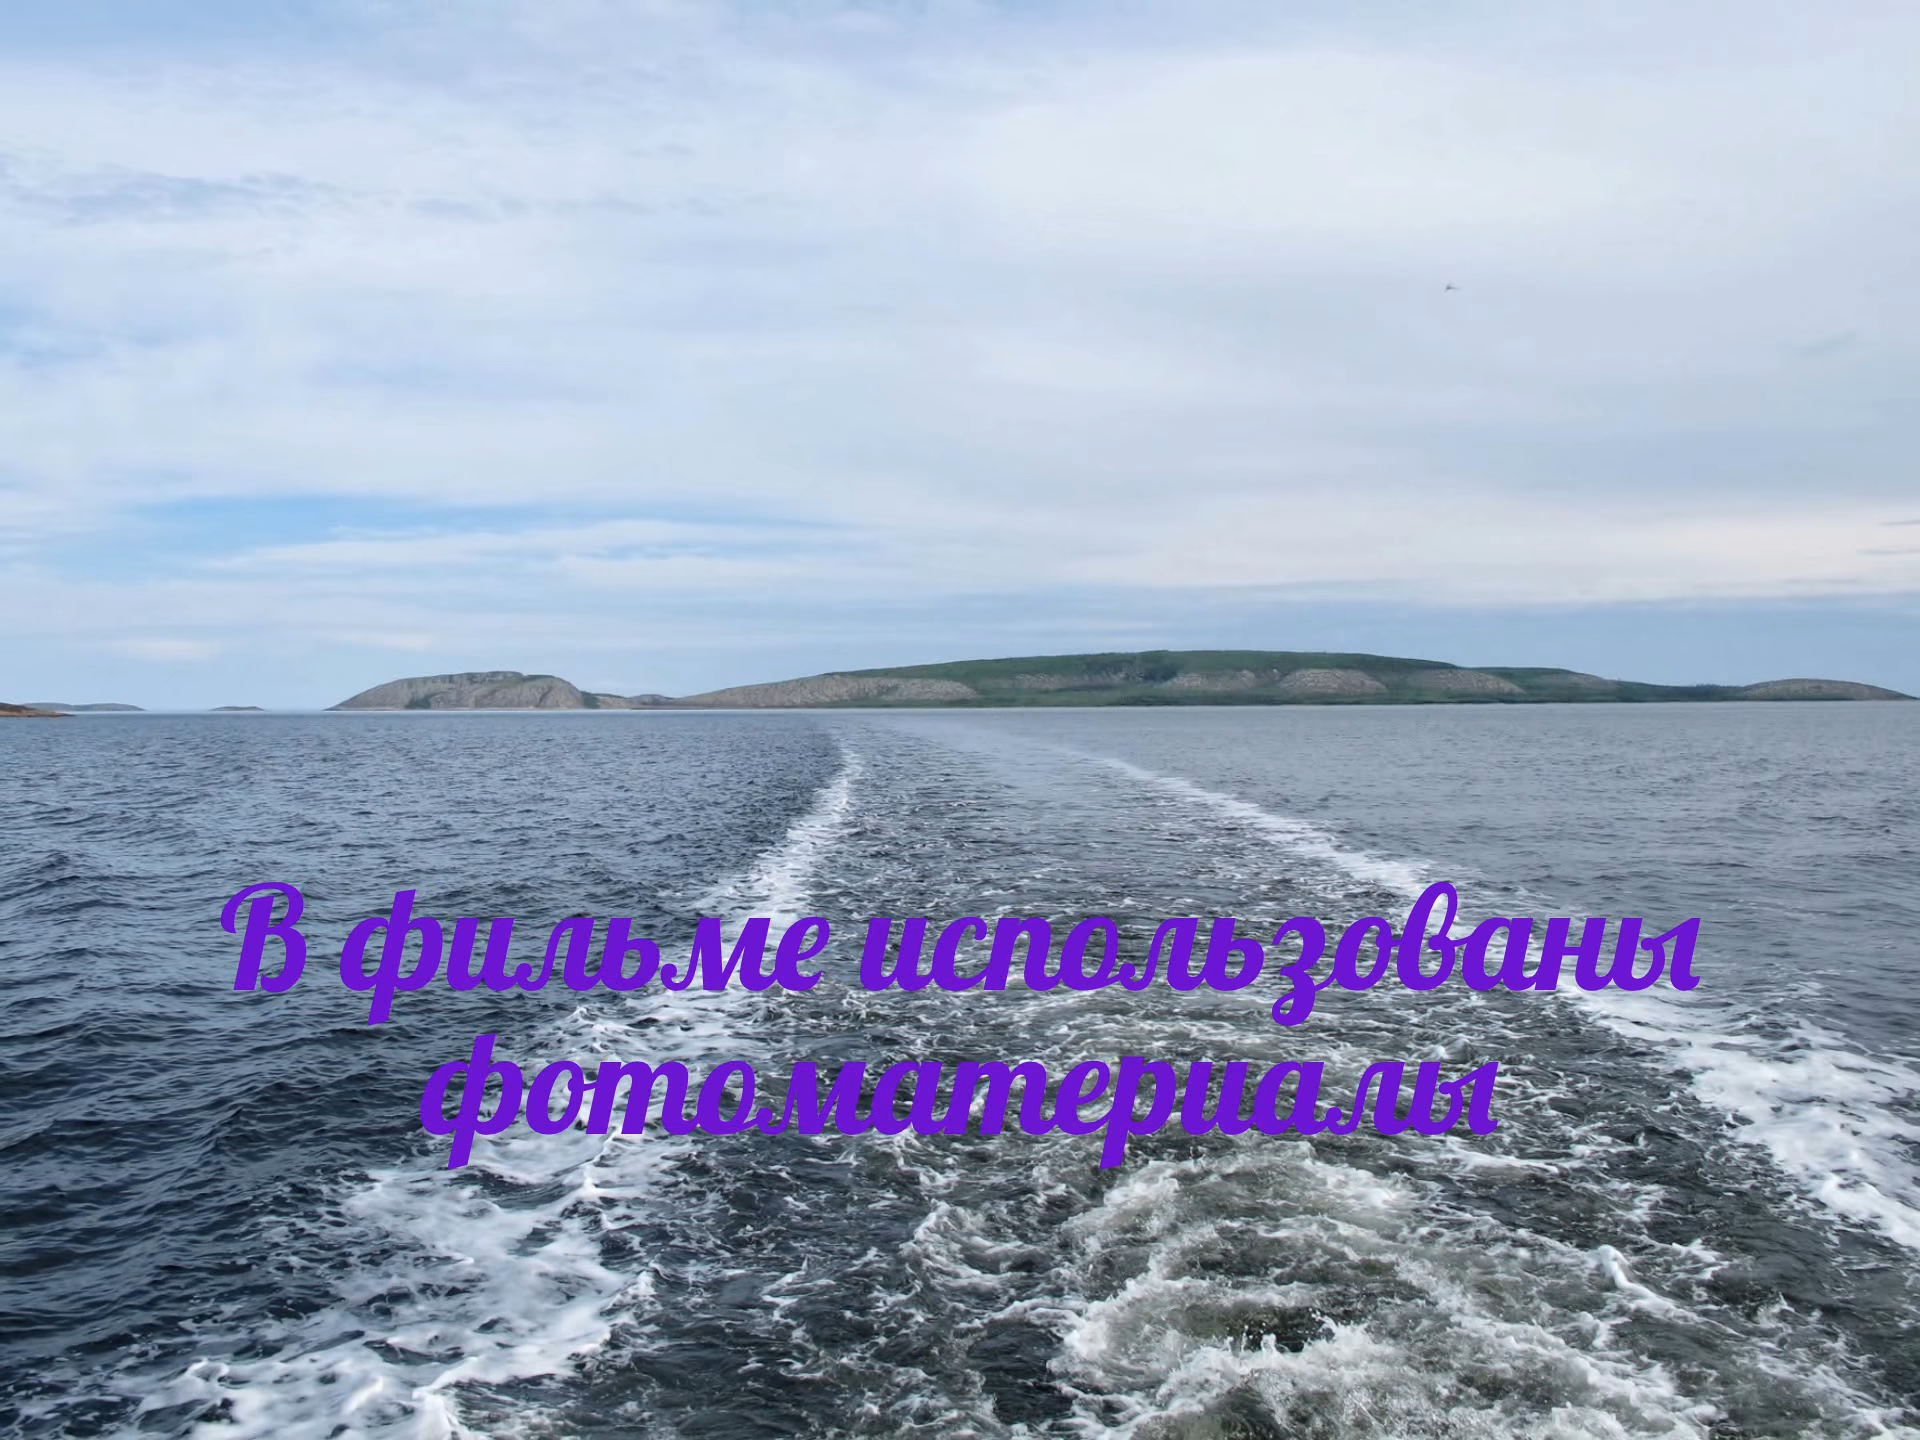 В фильме использованы
фотоматериалы